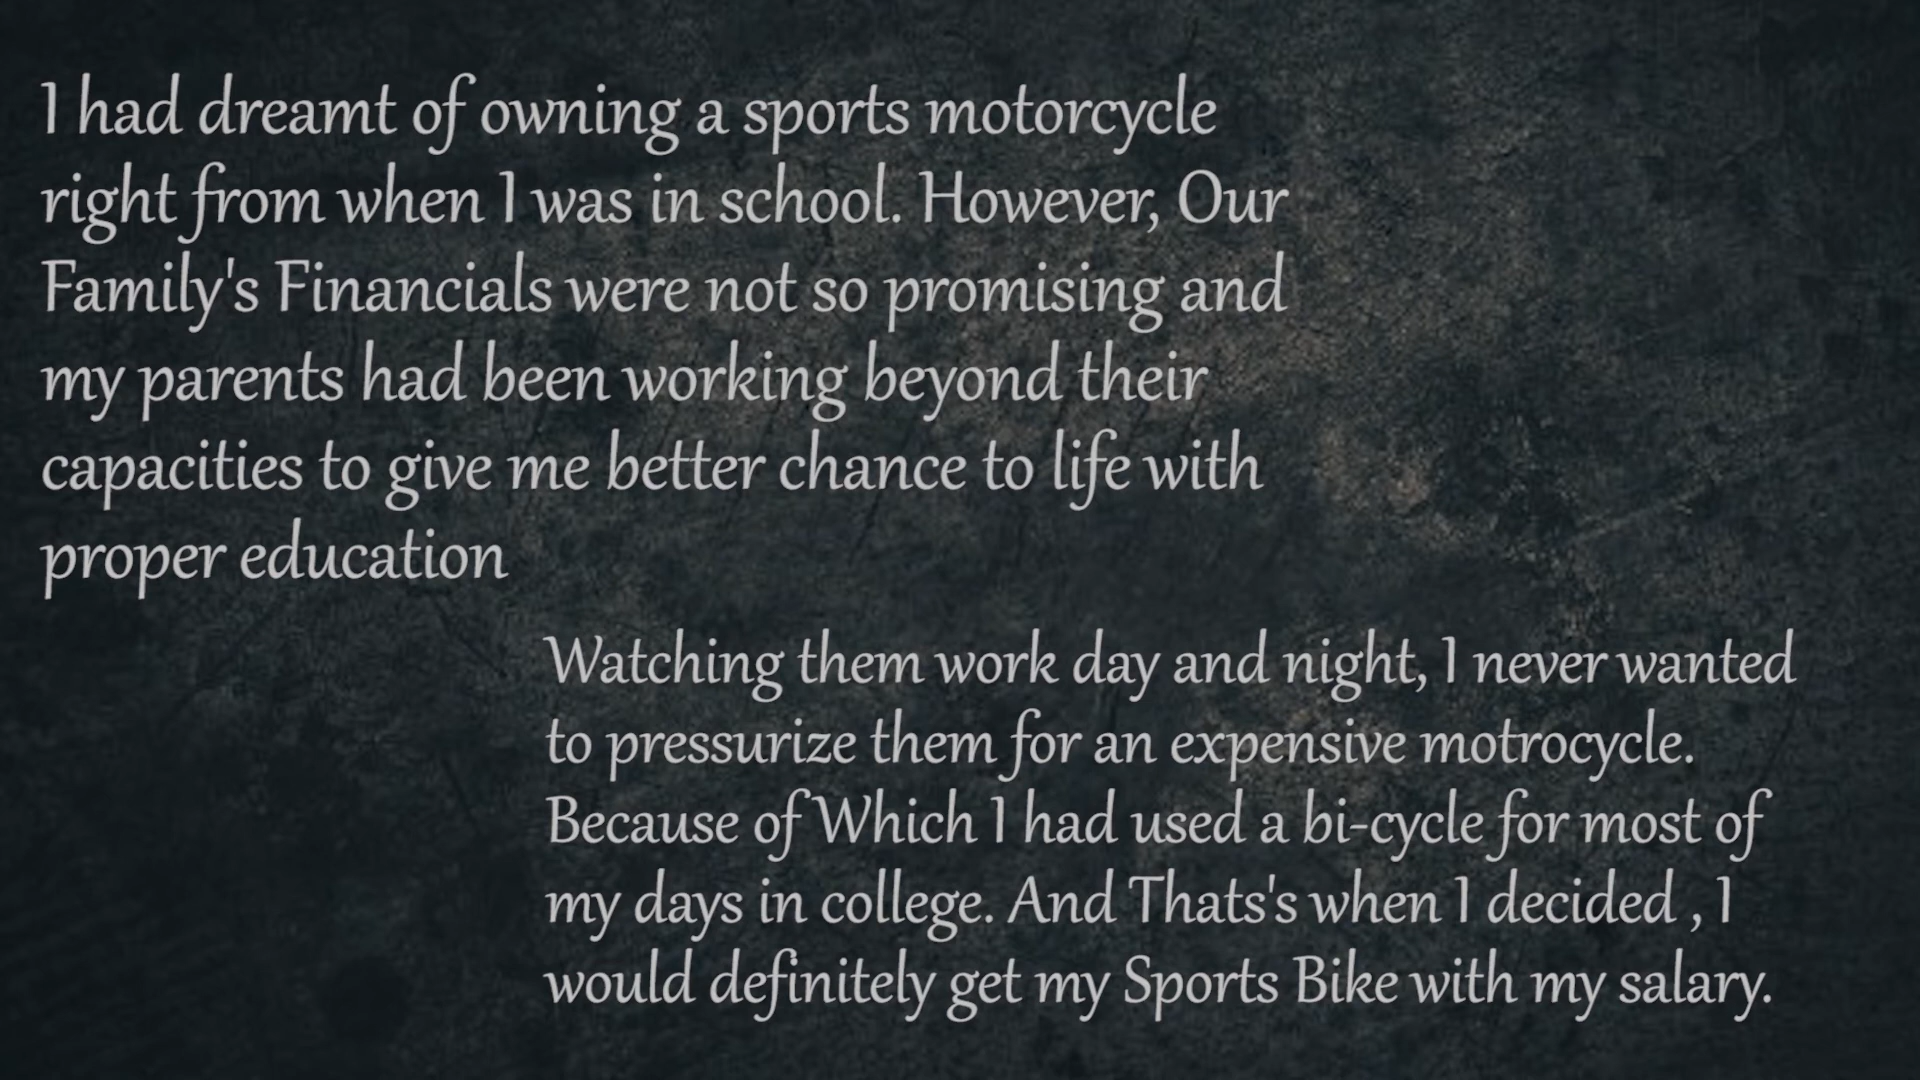 I had dreamt of owning a sports motorcycle
right from when I was in school. However, Our
Family's Financials were not so promising and
my parents had been working beyond their
capacities to give me better chance to life with
proper education
Watching them work day and night, I never wanted
to pressurize them for an expensive motrocycle.
Because of Which I had used a bi-cycle for most of
my days in college. And Thats's when I decided , I
would definitely get my Sports Bike with my salary.